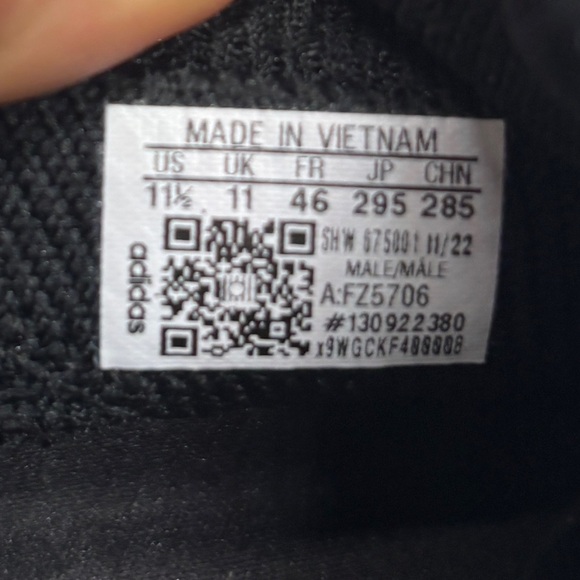 MADE IN VIETNAM
US UK FR JP CHN
11½ 11 46 295 285
SHW 675001 11/22
MALE/MÂLE
A:FZ5706
#130922380
adidas